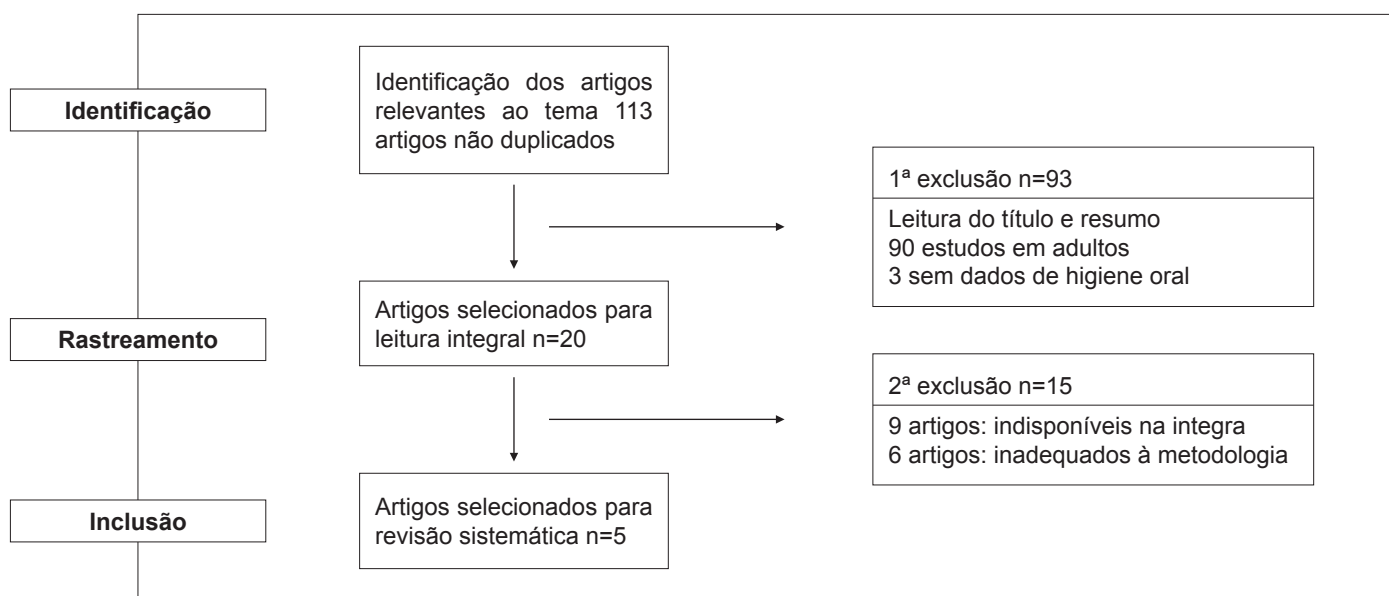 Identificação
Identificação dos artigos
relevantes ao tema 113
artigos não duplicados
1ª exclusão n=93
Leitura do título e resumo
90 estudos em adultos
3 sem dados de higiene oral
Rastreamento
Artigos selecionados para
leitura integral n=20
2ª exclusão n=15
9 artigos: indisponíveis na integra
6 artigos: inadequados à metodologia
Inclusão
Artigos selecionados para
revisão sistemática n=5